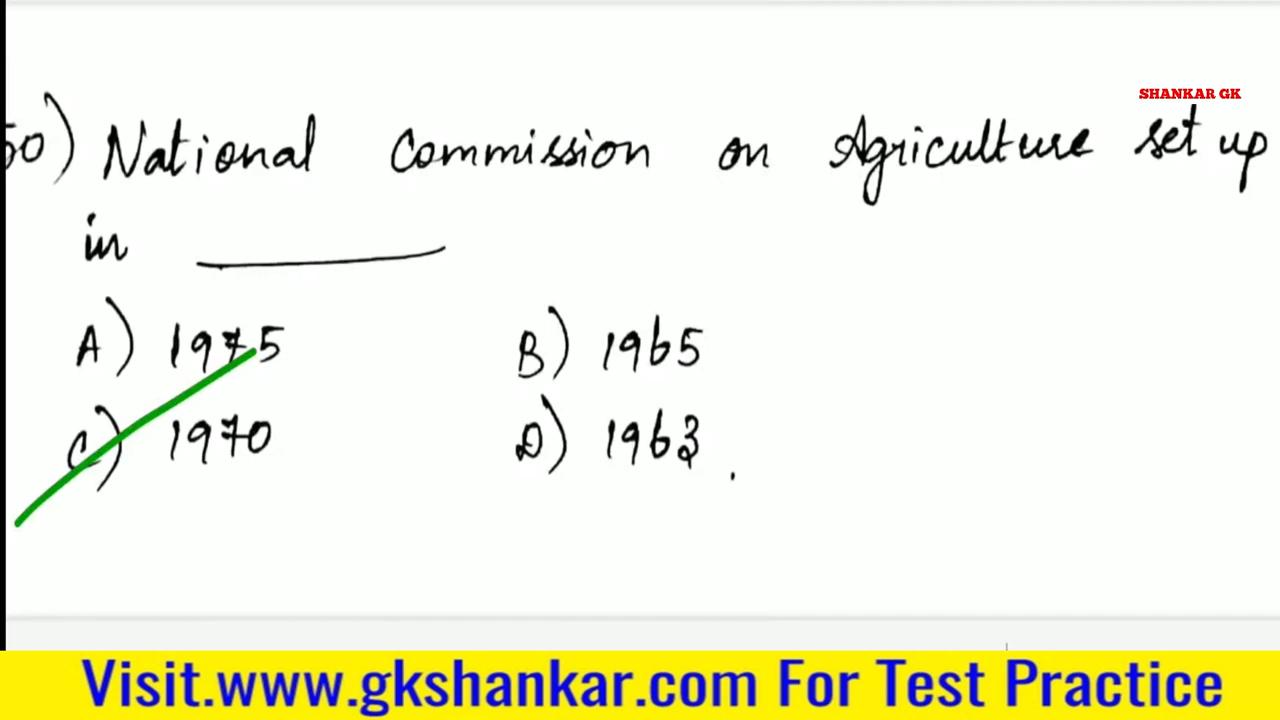 SHANKAR GK
50) National Commission on Agriculture set up
in
A) 1975 B) 1965
C) 1970 D) 1963.
Visit.www.gkshankar.com For Test Practice